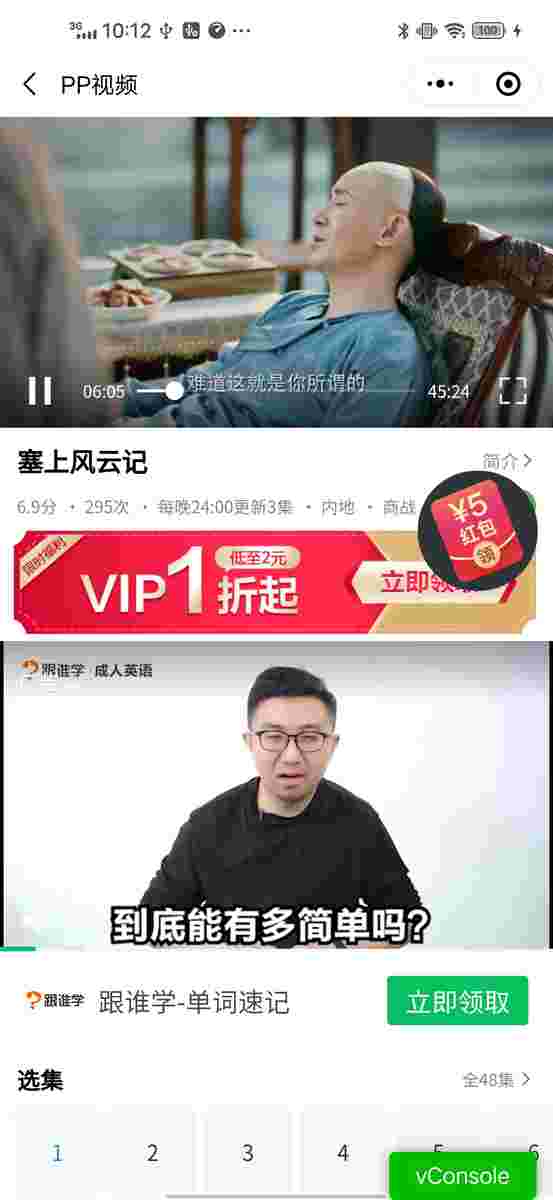 3G 10:12 100
PP视频
难道这就是你所谓的
06:05 45:24
塞上风云记
简介
6.9分 · 295次 · 每晚24:00更新3集 · 内地 · 商战
¥5
红包
领
限时福利
VIP1折起
低至2元
立即领取
跟谁学 成人英语
到底能有多简单吗?
跟谁学 跟谁学-单词速记
立即领取
选集
全48集
1 2 3 4 5 6
vConsole